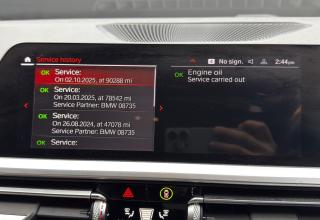 Service history
No sign.
2:44pm
OK Service:
On 02.10.2025, at 90288 mi
OK Service:
On 20.03.2025, at 78542 mi
Service Partner: BMW 08735
OK Service:
On 26.08.2024, at 47078 mi
Service Partner: BMW 08735
OK Service:
OK Engine oil
Service carried out